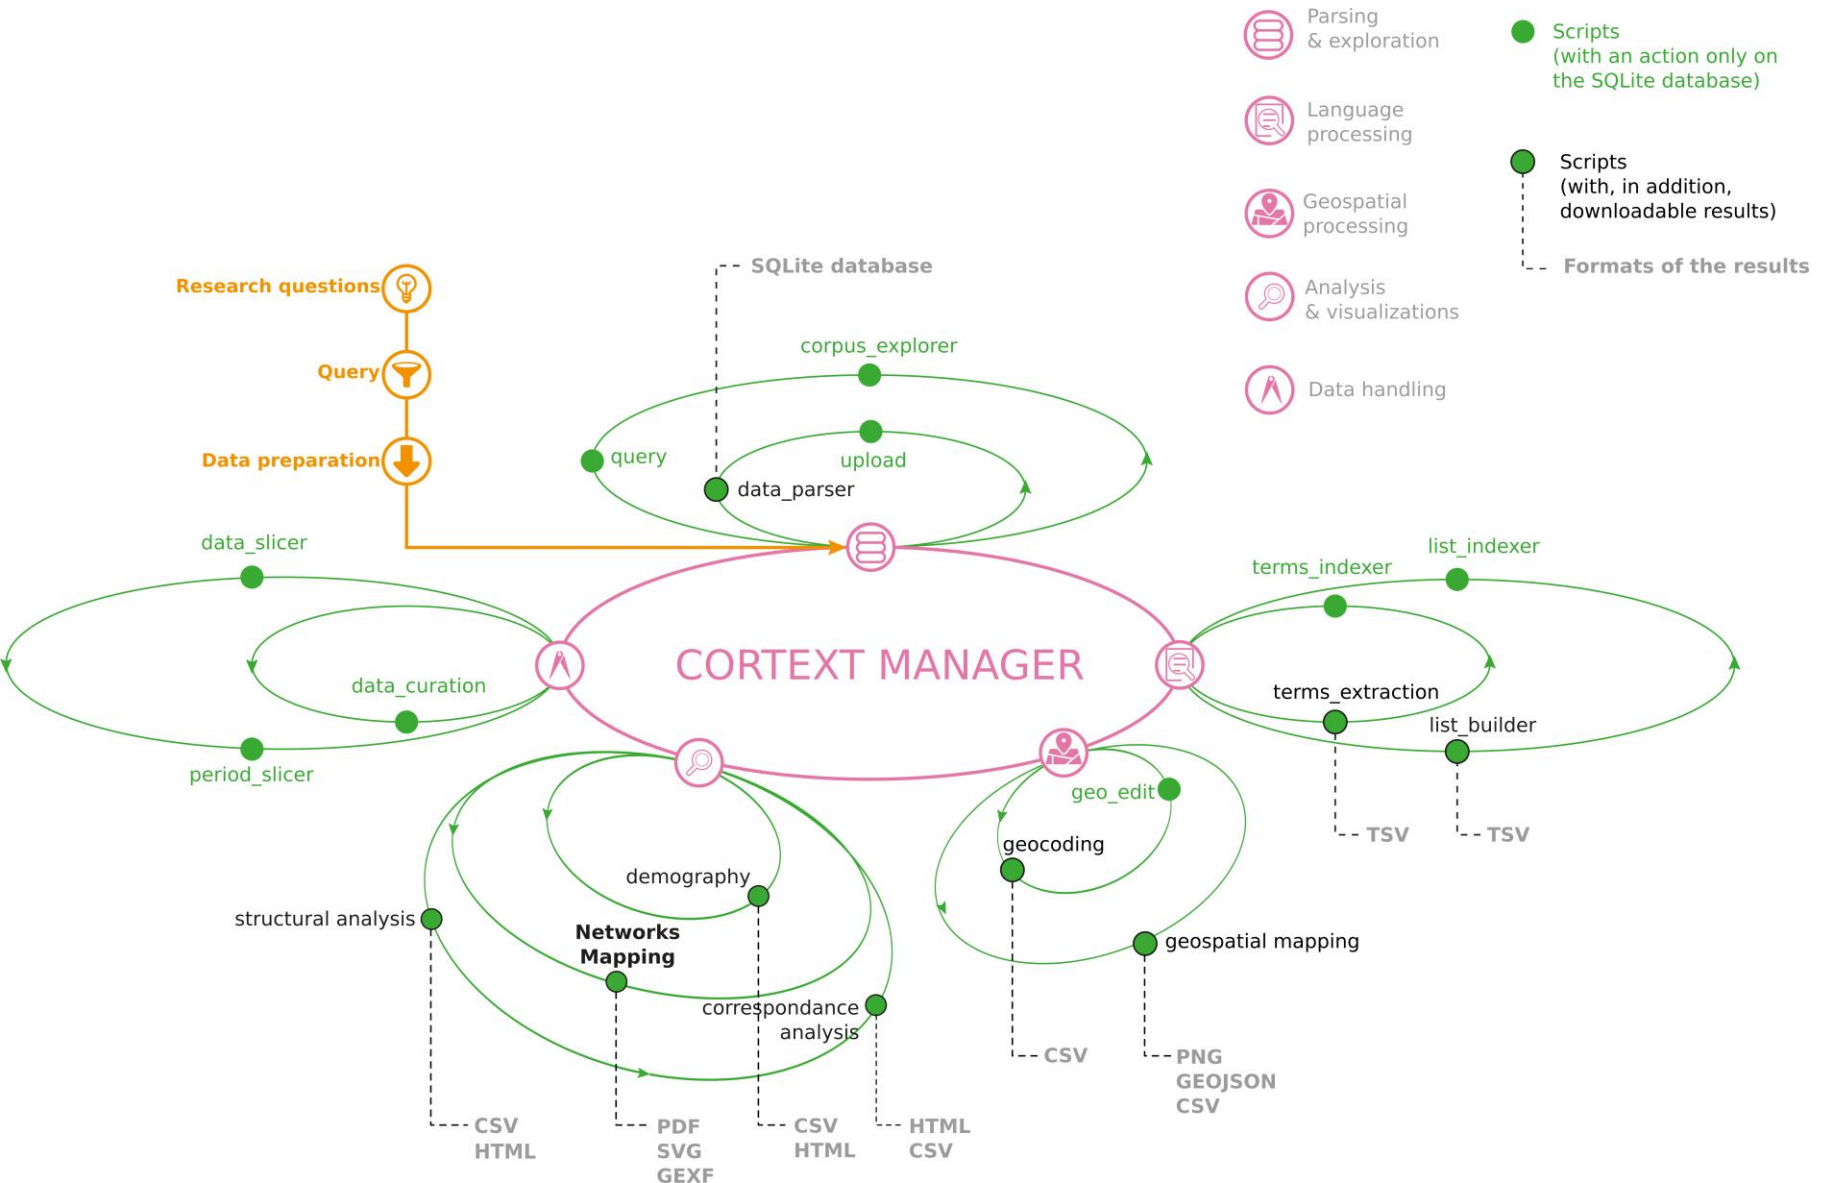 Parsing
& exploration
Language
processing
Geospatial
processing
Analysis
& visualizations
Data handling
Scripts
(with an action only on
the SQLite database)
Scripts
(with, in addition,
downloadable results)
Formats of the results
Research questions
Query
Data preparation
SQLite database
corpus_explorer
query
upload
data_parser
data_slicer
data_curation
period_slicer
CORTEXT MANAGER
list_indexer
terms_indexer
terms_extraction
list_builder
TSV
TSV
geo_edit
geocoding
geospatial mapping
CSV
PNG
GEOJSON
CSV
demography
structural analysis
Networks
Mapping
correspondance
analysis
CSV
HTML
PDF
SVG
GEXF
CSV
HTML
HTML
CSV